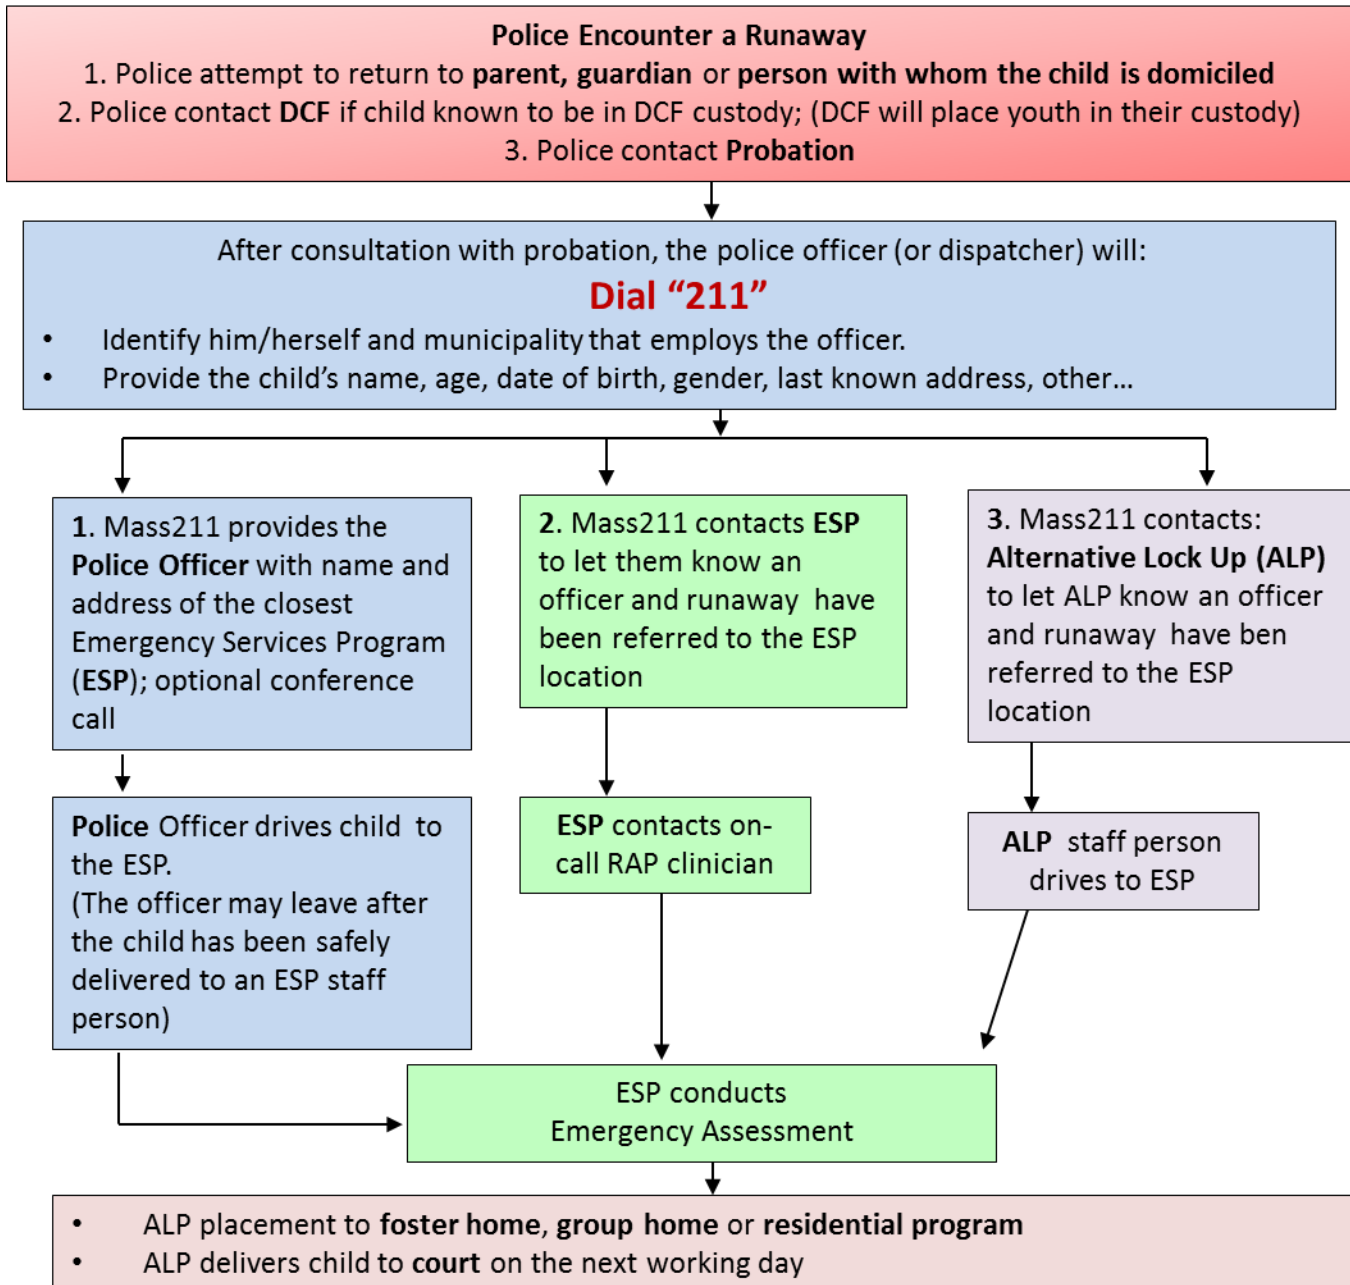 Police Encounter a Runaway
1. Police attempt to return to parent, guardian or person with whom the child is domiciled
2. Police contact DCF if child known to be in DCF custody; (DCF will place youth in their custody)
3. Police contact Probation
After consultation with probation, the police officer (or dispatcher) will:
Dial “211”
• Identify him/herself and municipality that employs the officer.
• Provide the child’s name, age, date of birth, gender, last known address, other…
1. Mass211 provides the
Police Officer with name and
address of the closest
Emergency Services Program
(ESP); optional conference
call
2. Mass211 contacts ESP
to let them know an
officer and runaway have
been referred to the ESP
location
3. Mass211 contacts:
Alternative Lock Up (ALP)
to let ALP know an officer
and runaway have ben
referred to the ESP
location
Police Officer drives child to
the ESP.
(The officer may leave after
the child has been safely
delivered to an ESP staff
person)
ESP contacts on-
call RAP clinician
ALP staff person
drives to ESP
ESP conducts
Emergency Assessment
• ALP placement to foster home, group home or residential program
• ALP delivers child to court on the next working day